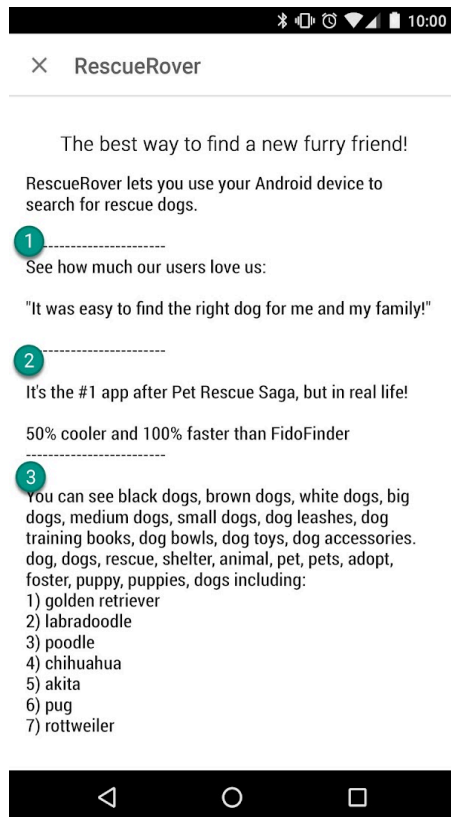 10:00
RescueRover
The best way to find a new furry friend!
RescueRover lets you use your Android device to
search for rescue dogs.
1
----------------------
See how much our users love us:
"It was easy to find the right dog for me and my family!"
----------------------
2
It's the #1 app after Pet Rescue Saga, but in real life!
50% cooler and 100% faster than FidoFinder
-------------------------
3
You can see black dogs, brown dogs, white dogs, big
dogs, medium dogs, small dogs, dog leashes, dog
training books, dog bowls, dog toys, dog accessories.
dog, dogs, rescue, shelter, animal, pet, pets, adopt,
foster, puppy, puppies, dogs including:
1) golden retriever
2) labradoodle
3) poodle
4) chihuahua
5) akita
6) pug
7) rottweiler